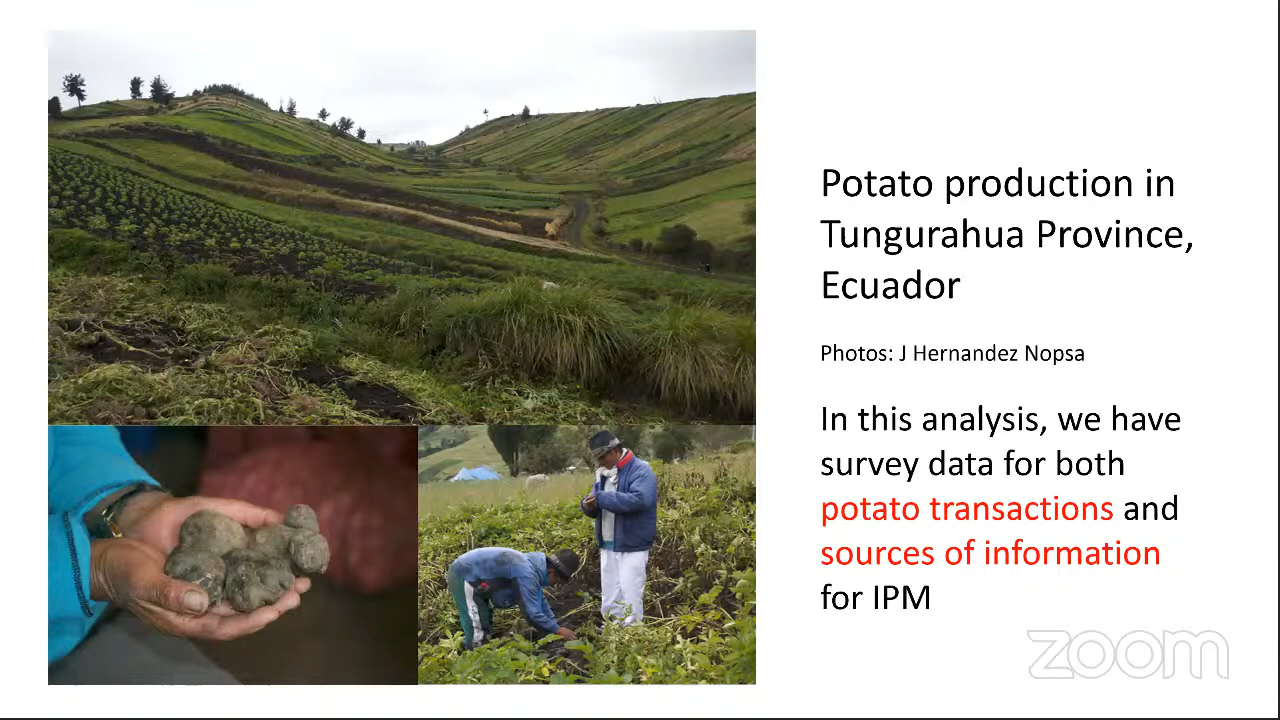 Potato production in
Tungurahua Province,
Ecuador
Photos: J Hernandez Nopsa
In this analysis, we have
survey data for both
potato transactions and
sources of information
for IPM
zoom